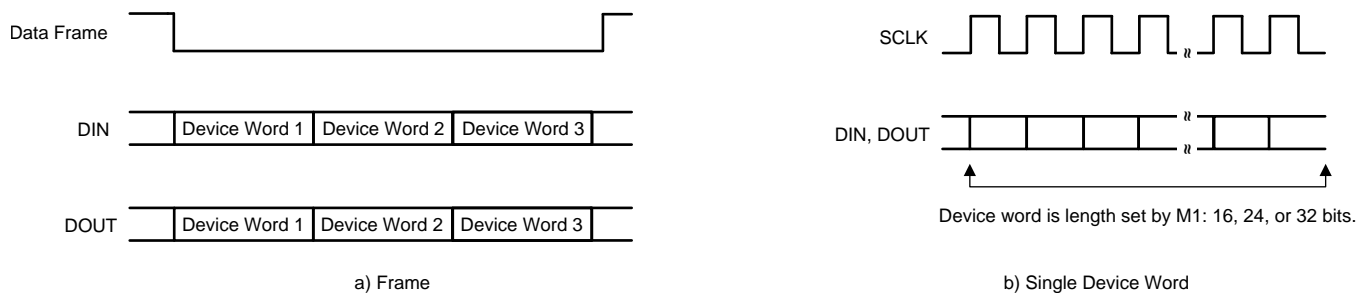 Data Frame
DIN
Device Word 1
Device Word 2
Device Word 3
DOUT
Device Word 1
Device Word 2
Device Word 3
a) Frame
SCLK
≈
DIN, DOUT
≈
≈
Device word is length set by M1: 16, 24, or 32 bits.
b) Single Device Word